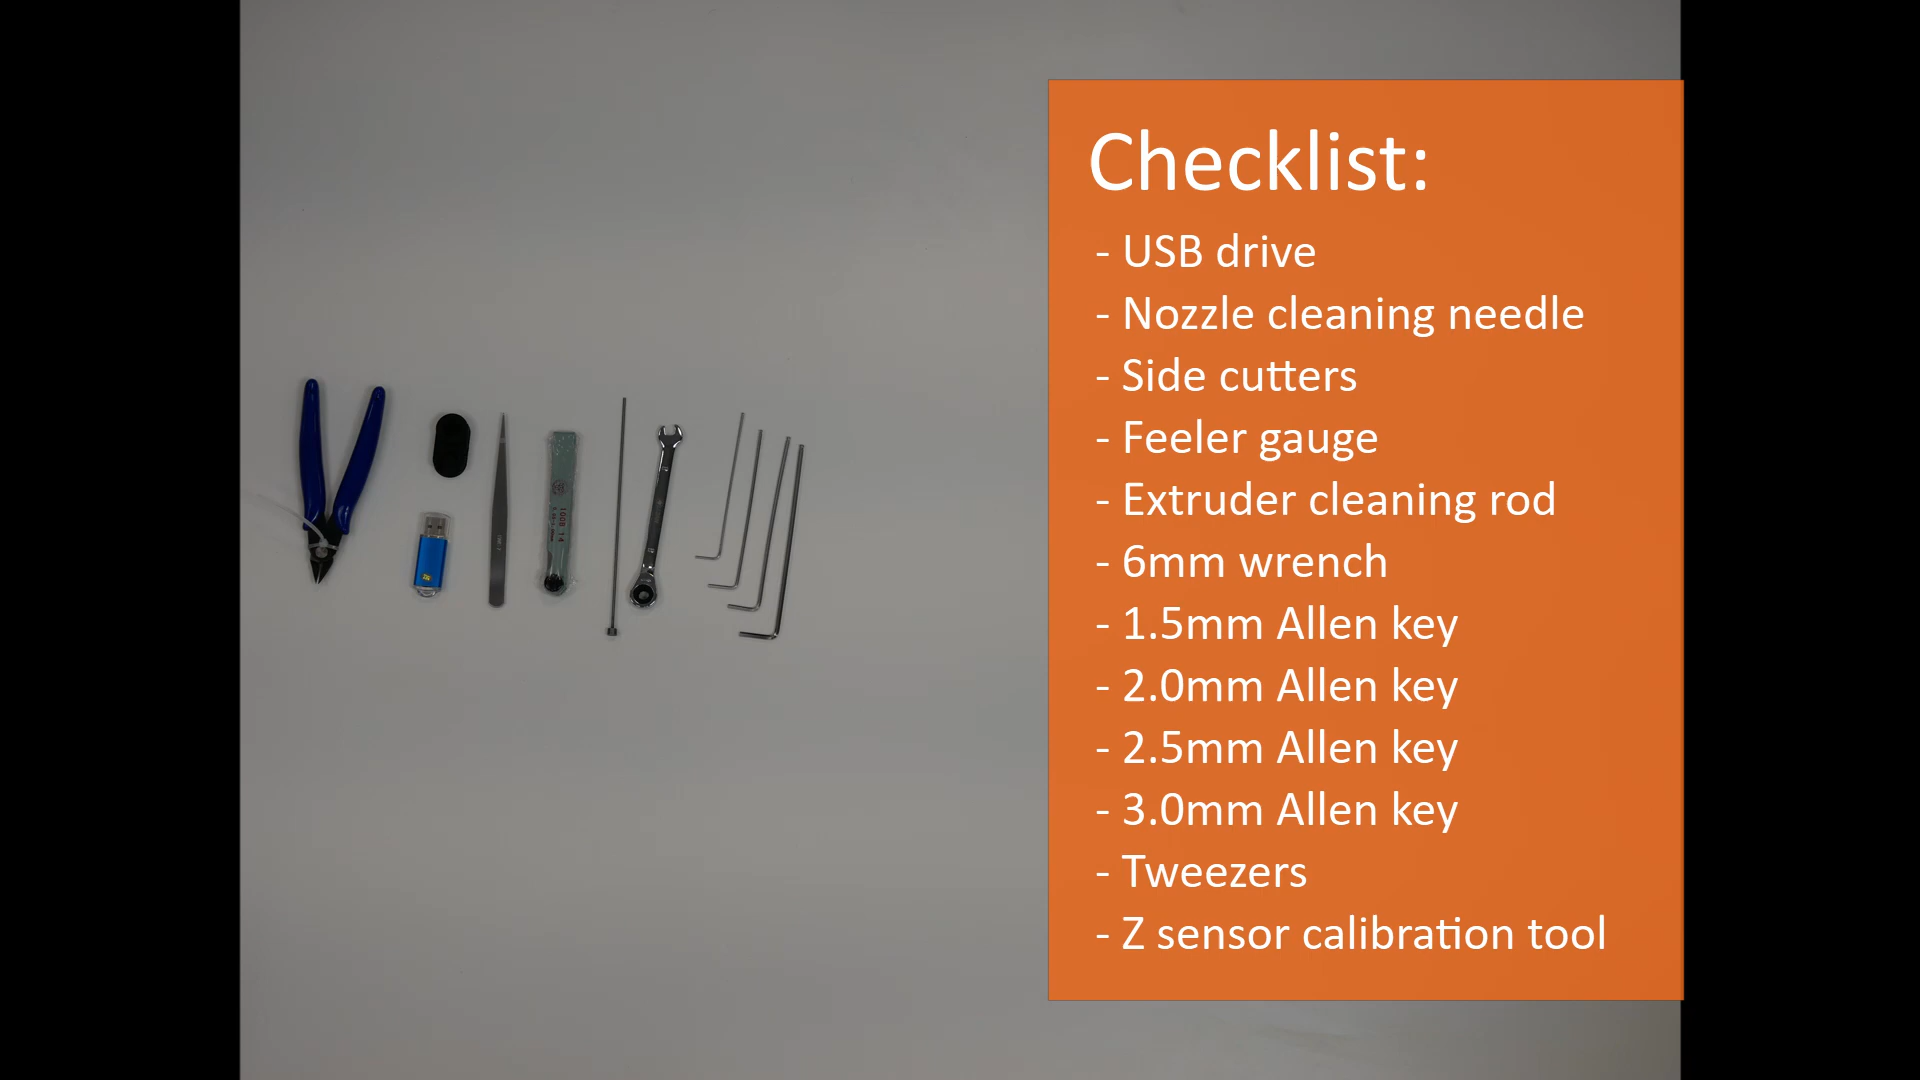 Checklist:
- USB drive
- Nozzle cleaning needle
- Side cutters
- Feeler gauge
- Extruder cleaning rod
- 6mm wrench
- 1.5mm Allen key
- 2.0mm Allen key
- 2.5mm Allen key
- 3.0mm Allen key
- Tweezers
- Z sensor calibration tool